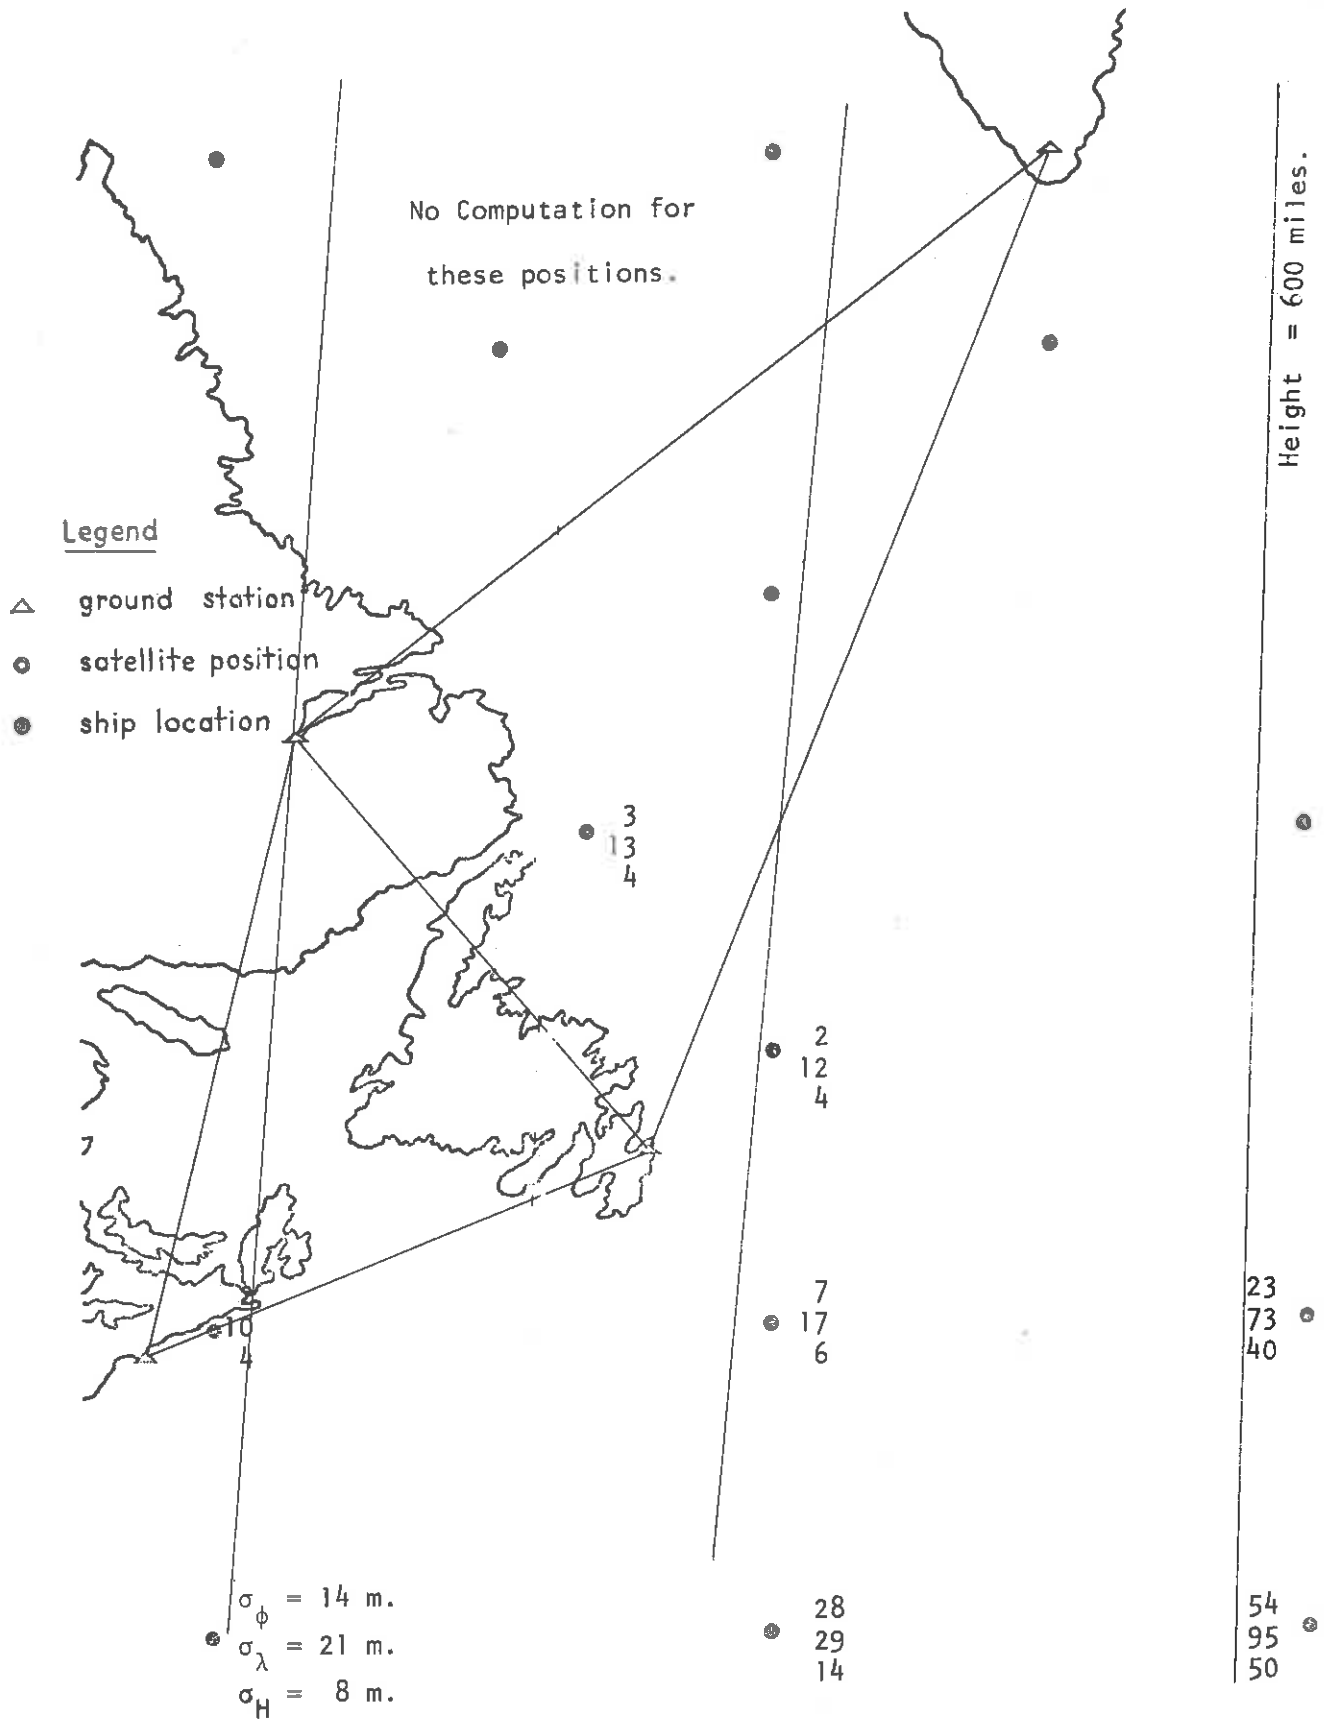 No Computation for
these positions.
Height = 600 miles.
Legend
ground station
satellite position
ship location
3
13
4
2
12
4
7
17
6
23
73
40
10
4
σφ = 14 m.
σλ = 21 m.
σH = 8 m.
28
29
14
54
95
50